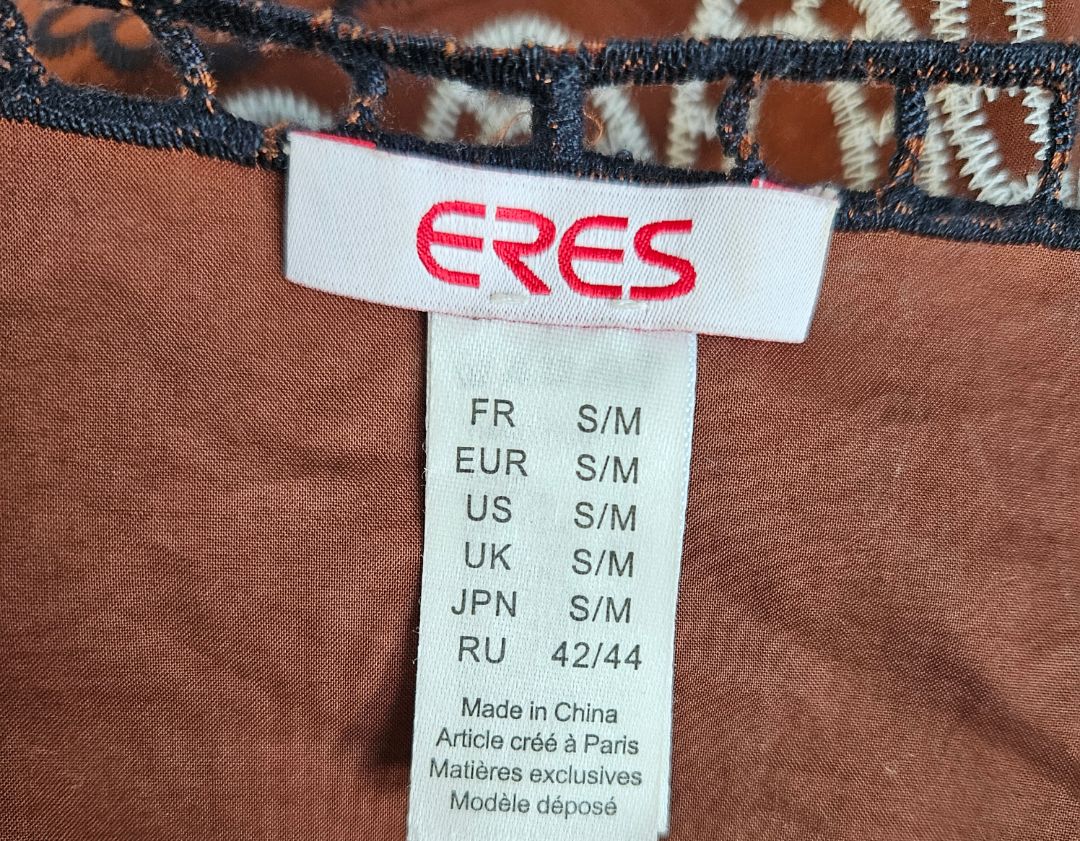 ERES
FR S/M
EUR S/M
US S/M
UK S/M
JPN S/M
RU 42/44
Made in China
Article créé à Paris
Matières exclusives
Modèle déposé